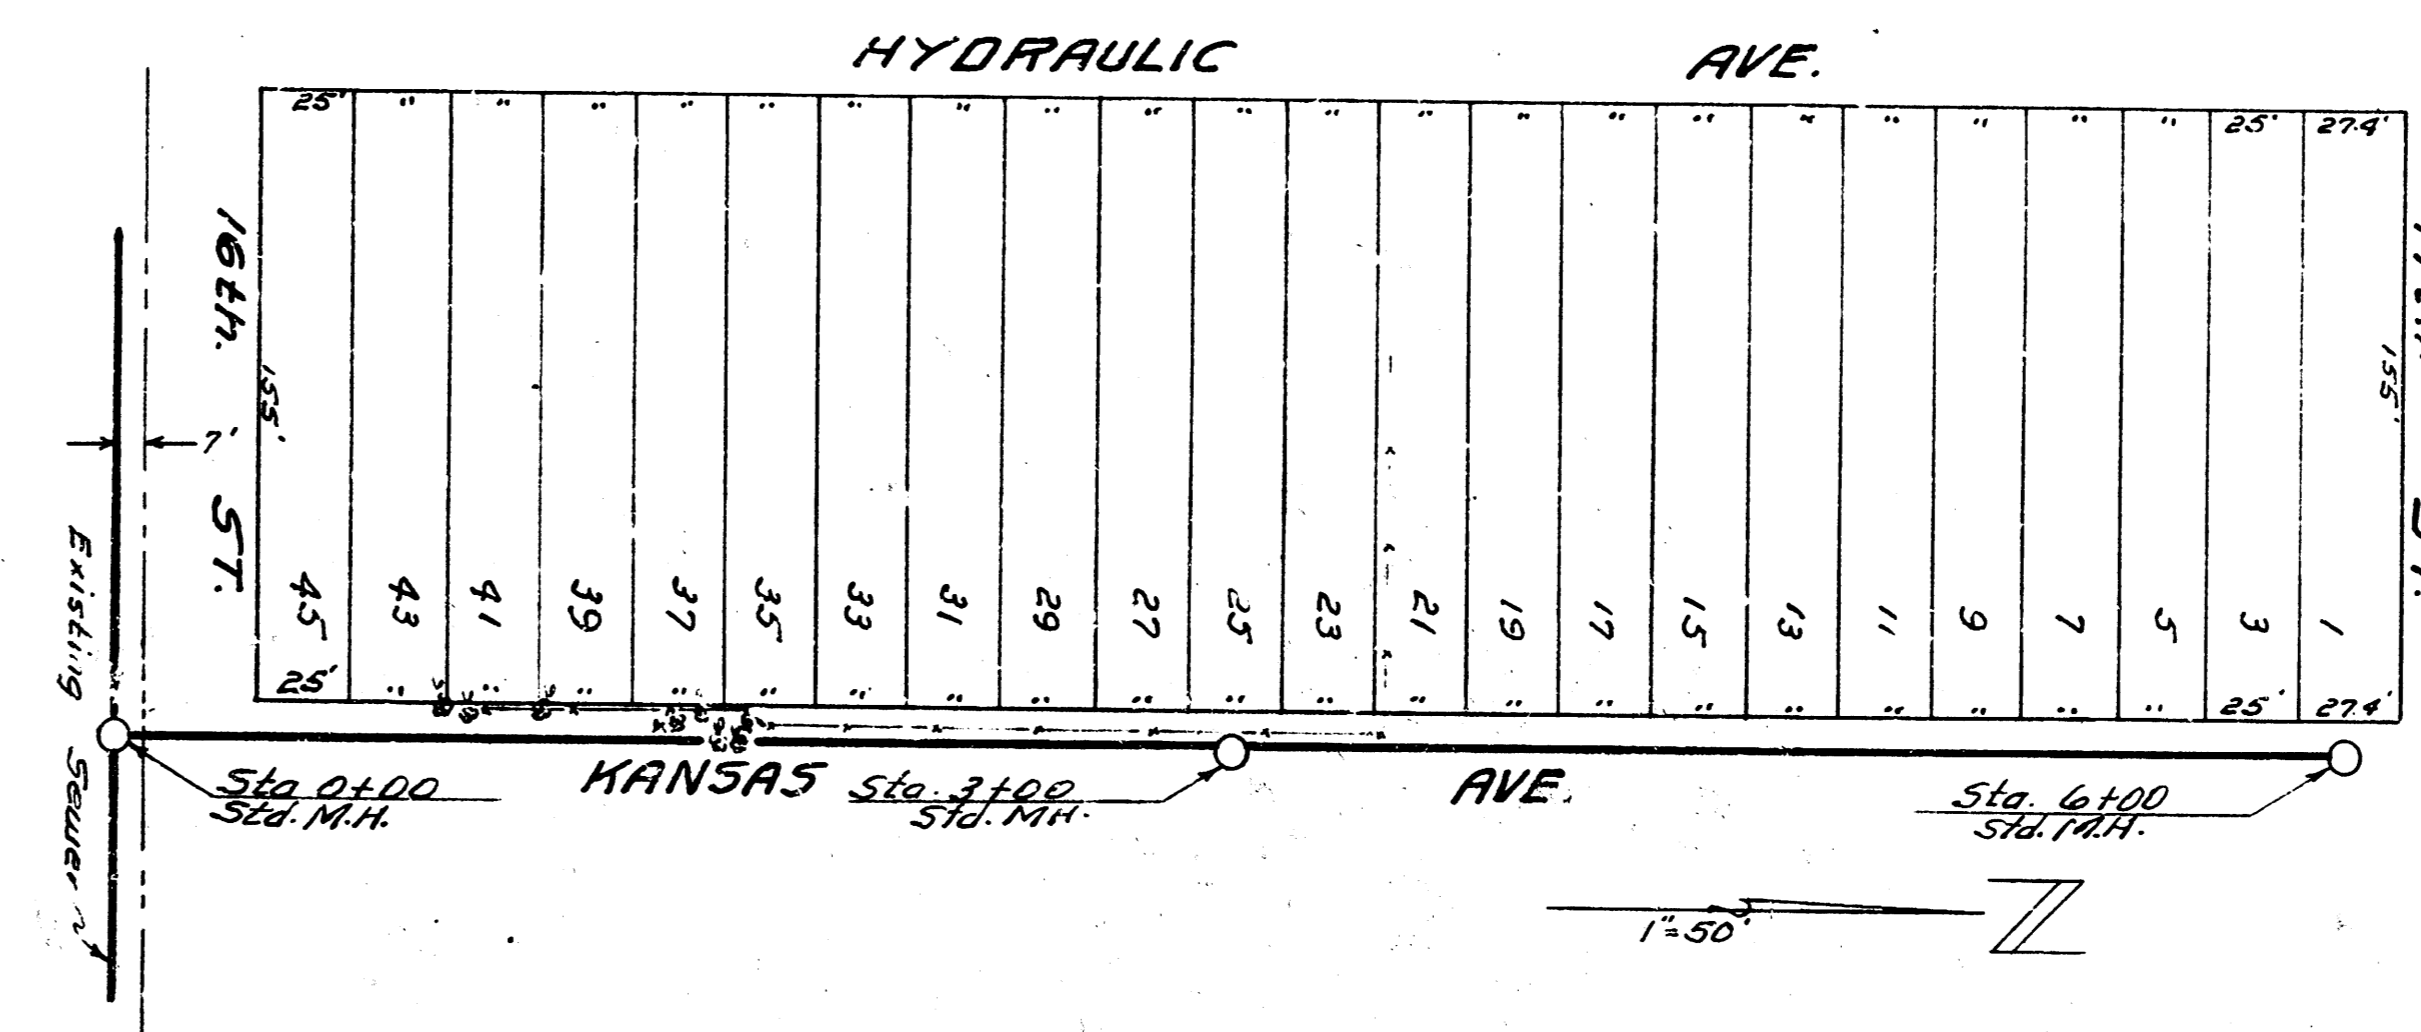 HYDRAULIC AVE.
25' " " " " " " " " " " " " " " " " " " " " 25' 27.4'
16th. ST.
155'
155'
7'
Existing Sewer
45 43 41 39 37 35 33 31 29 27 25 23 21 19 17 15 13 11 9 7 5 3 1
25' " " " " " " " " " " " " " " " " " " " " 25' 27.4'
KANSAS AVE.
Sta 0+00
Std. M.H.
Sta. 3+00
Std. MH.
Sta. 6+00
Std. M.H.
1"=50'
N